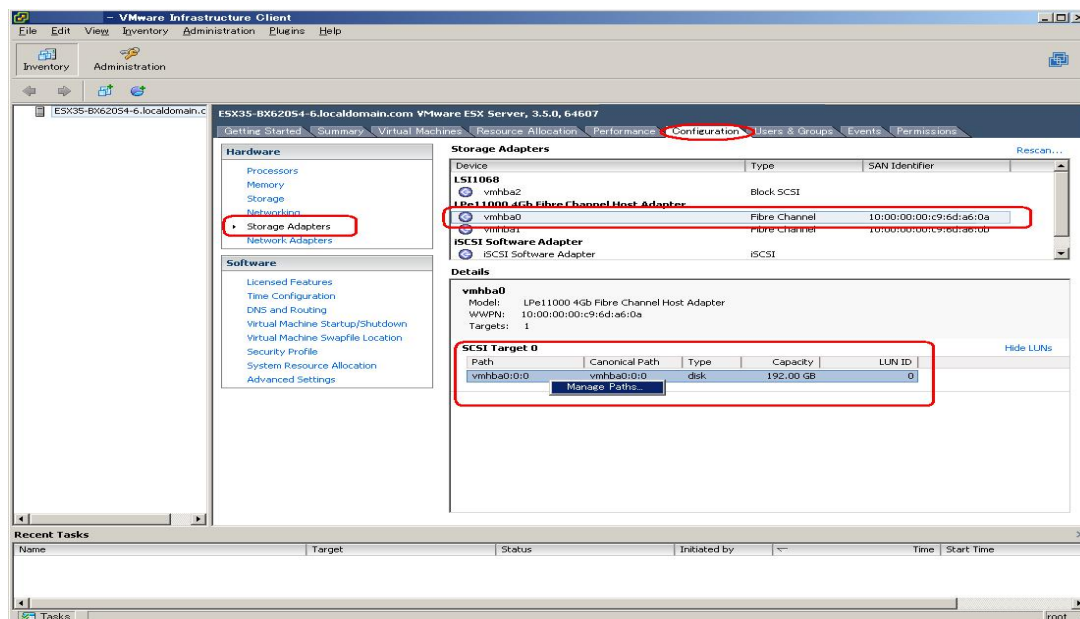 - VMware Infrastructure Client
File Edit View Inventory Administration Plugins Help
Inventory Administration
ESX35-BX620S4-6.localdomain.c
ESX35-BX620S4-6.localdomain.com VMware ESX Server, 3.5.0, 64607
Getting Started Summary Virtual Machines Resource Allocation Performance Configuration Users & Groups Events Permissions
Hardware
Processors
Memory
Storage
Networking
Storage Adapters
Network Adapters
Software
Licensed Features
Time Configuration
DNS and Routing
Virtual Machine Startup/Shutdown
Virtual Machine Swapfile Location
Security Profile
System Resource Allocation
Advanced Settings
Storage Adapters Rescan...
Device Type SAN Identifier
LSI1068
vmhba2 Block SCSI
LPe11000 4Gb Fibre Channel Host Adapter
vmhba0 Fibre Channel 10:00:00:00:c9:6d:a6:0a
vmhba1 Fibre Channel 10:00:00:00:c9:6d:a6:0b
iSCSI Software Adapter
iSCSI Software Adapter iSCSI
Details
vmhba0
Model: LPe11000 4Gb Fibre Channel Host Adapter
WWPN: 10:00:00:00:c9:6d:a6:0a
Targets: 1
SCSI Target 0 Hide LUNs
Path Canonical Path Type Capacity LUN ID
vmhba0:0:0 vmhba0:0:0 disk 192.00 GB 0
Manage Paths...
Recent Tasks
Name Target Status Initiated by Time Start Time
Tasks root